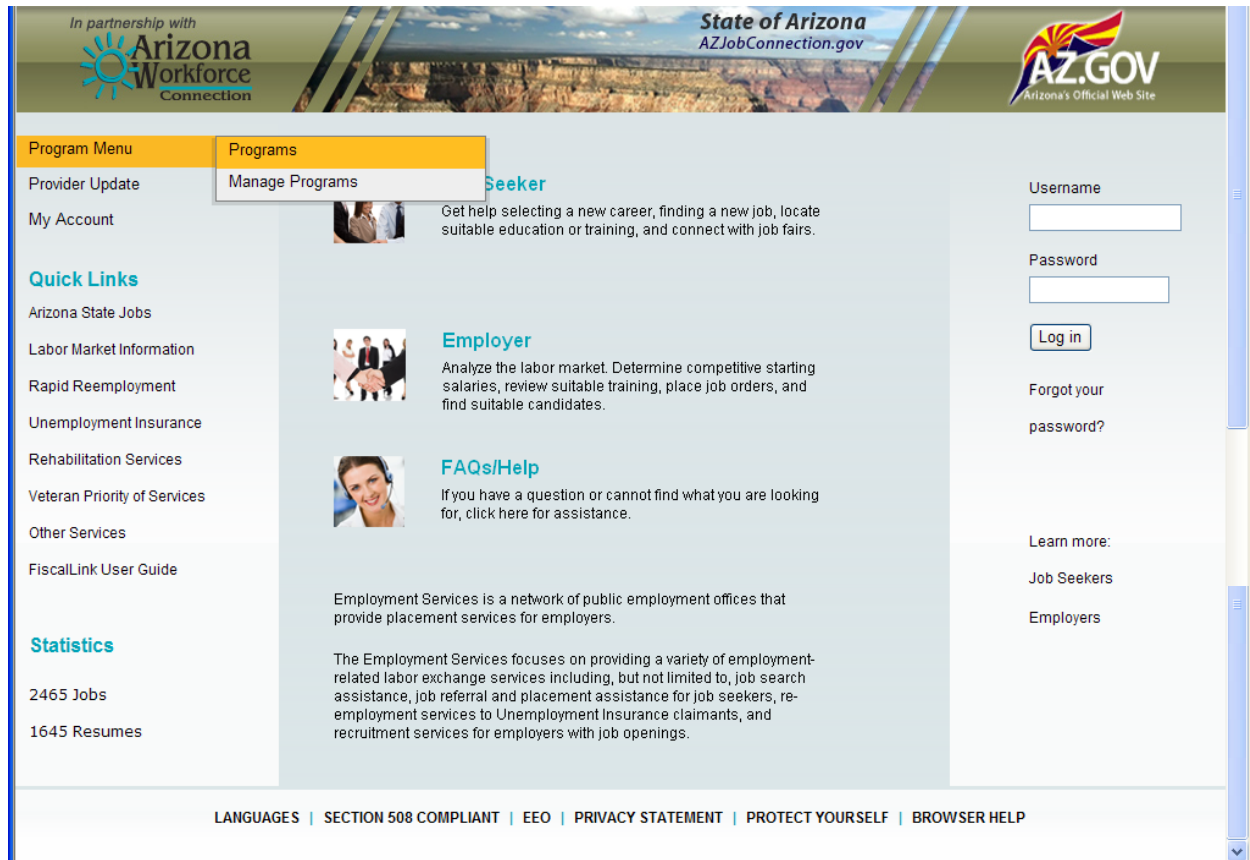 In partnership with
Arizona
Workforce
Connection
State of Arizona
AZJobConnection.gov
AZ.GOV
Arizona's Official Web Site
Program Menu
Provider Update
My Account
Programs
Manage Programs
Quick Links
Arizona State Jobs
Labor Market Information
Rapid Reemployment
Unemployment Insurance
Rehabilitation Services
Veteran Priority of Services
Other Services
FiscalLink User Guide
Statistics
2465 Jobs
1645 Resumes
Seeker
Get help selecting a new career, finding a new job, locate
suitable education or training, and connect with job fairs.
Employer
Analyze the labor market. Determine competitive starting
salaries, review suitable training, place job orders, and
find suitable candidates.
FAQs/Help
If you have a question or cannot find what you are looking
for, click here for assistance.
Employment Services is a network of public employment offices that
provide placement services for employers.
The Employment Services focuses on providing a variety of employment-
related labor exchange services including, but not limited to, job search
assistance, job referral and placement assistance for job seekers, re-
employment services to Unemployment Insurance claimants, and
recruitment services for employers with job openings.
Username
Password
Log in
Forgot your
password?
Learn more:
Job Seekers
Employers
LANGUAGES | SECTION 508 COMPLIANT | EEO | PRIVACY STATEMENT | PROTECT YOURSELF | BROWSER HELP